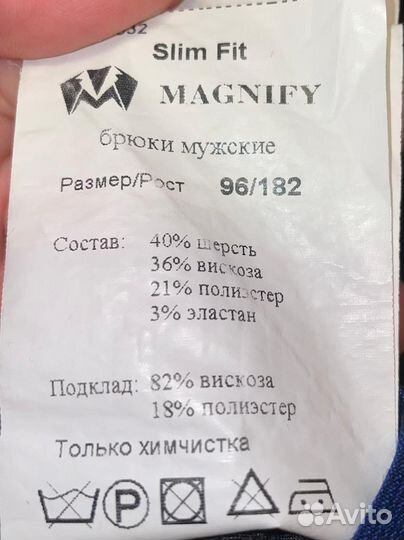 Slim Fit
MAGNIFY
брюки мужские
Размер/Рост 96/182
Состав: 40% шерсть
36% вискоза
21% полиэстер
3% эластан
Подклад: 82% вискоза
18% полиэстер
Только химчистка
P
Avito